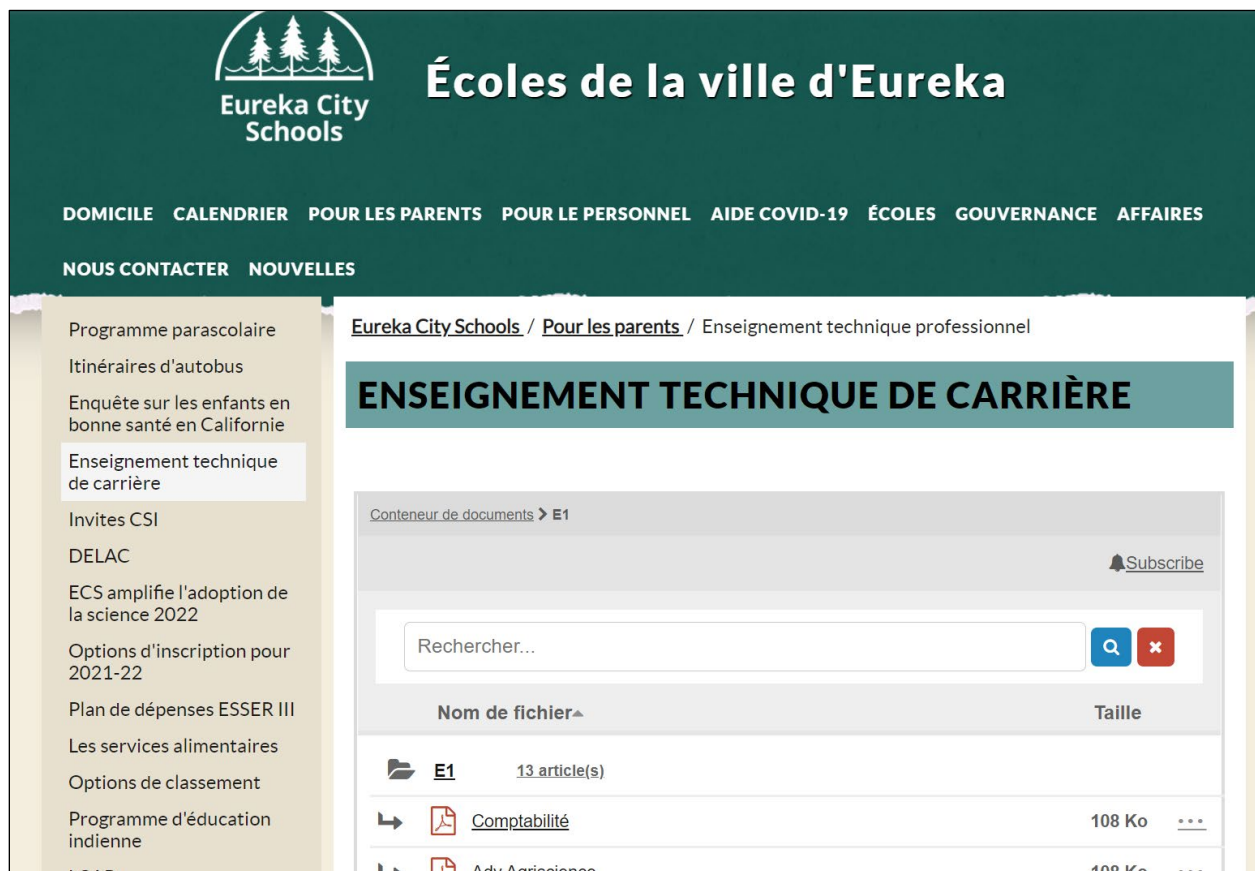 Eureka City
Schools
Écoles de la ville d'Eureka
DOMICILE CALENDRIER POUR LES PARENTS POUR LE PERSONNEL AIDE COVID-19 ÉCOLES GOUVERNANCE AFFAIRES
NOUS CONTACTER NOUVELLES
Programme parascolaire
Itinéraires d'autobus
Enquête sur les enfants en
bonne santé en Californie
Enseignement technique
de carrière
Invites CSI
DELAC
ECS amplifie l'adoption de
la science 2022
Options d'inscription pour
2021-22
Plan de dépenses ESSER III
Les services alimentaires
Options de classement
Programme d'éducation
indienne
Eureka City Schools / Pour les parents / Enseignement technique professionnel
ENSEIGNEMENT TECHNIQUE DE CARRIÈRE
Conteneur de documents > E1
Subscribe
Rechercher...
Nom de fichier Taille
E1 13 article(s)
Comptabilité 108 Ko ...
Adv Agriscience 108 Ko ...